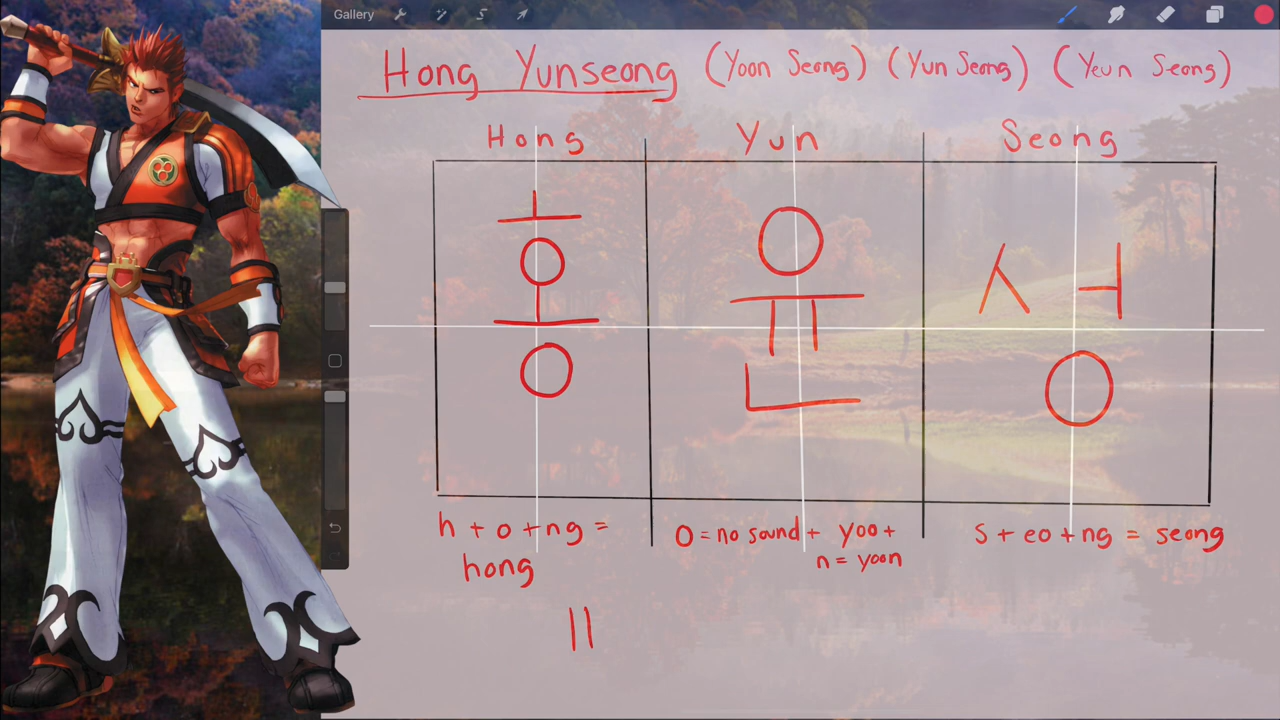 Gallery
Hong Yunseong (Yoon Seong) (Yun Seong) (Yeun Seong)
Hong Yun Seong
홍 윤 성
h + o + ng =
hong
O = no sound + yoo +
n = yoon
s + eo + ng = seong
||